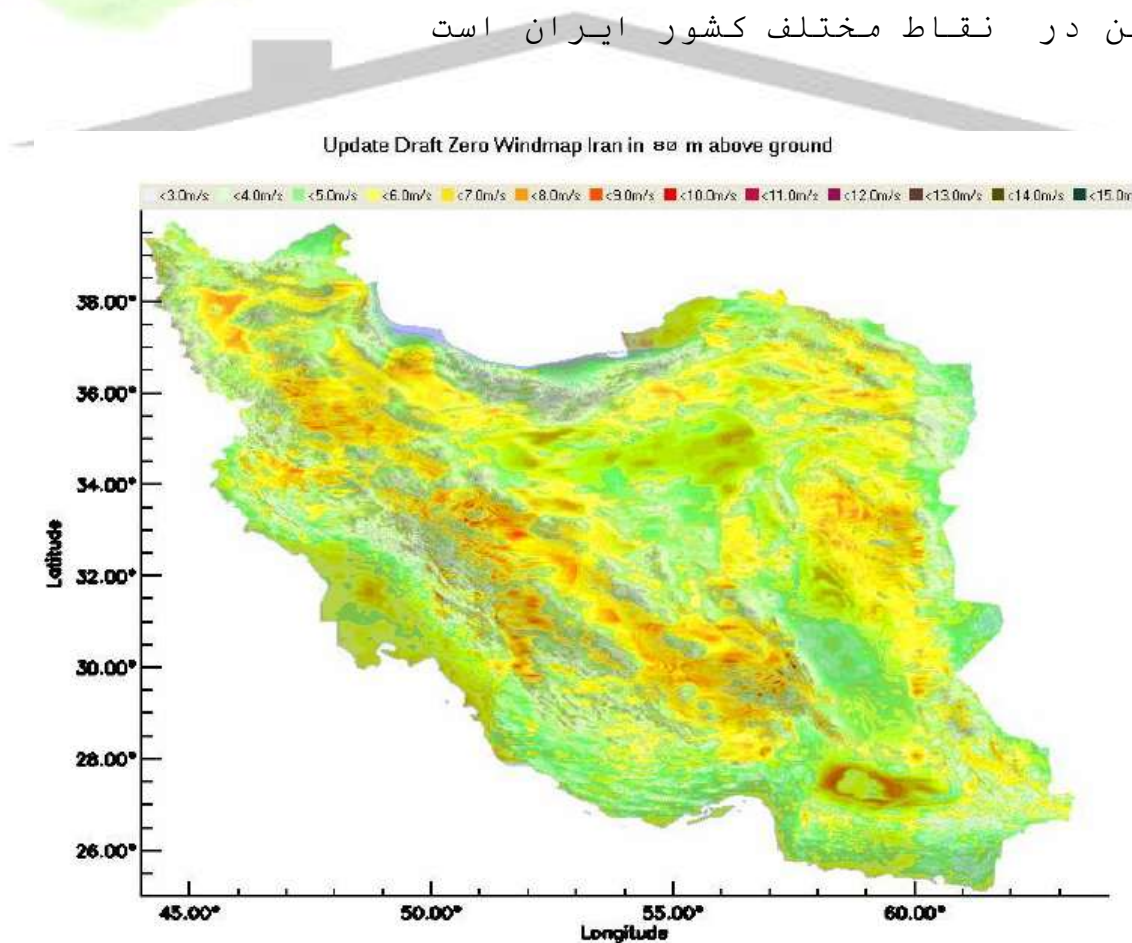 در نقاط مختلف کشور ایران است
Update Draft Zero Windmap Iran in 80 m above ground
<3.0m/s <4.0m/s <5.0m/s <6.0m/s <7.0m/s <8.0m/s <9.0m/s <10.0m/s <11.0m/s <12.0m/s <13.0m/s <14.0m/s <15.0m
38.00°
36.00°
34.00°
Latitude
32.00°
30.00°
28.00°
26.00°
45.00° 50.00° 55.00° 60.00°
Longitude